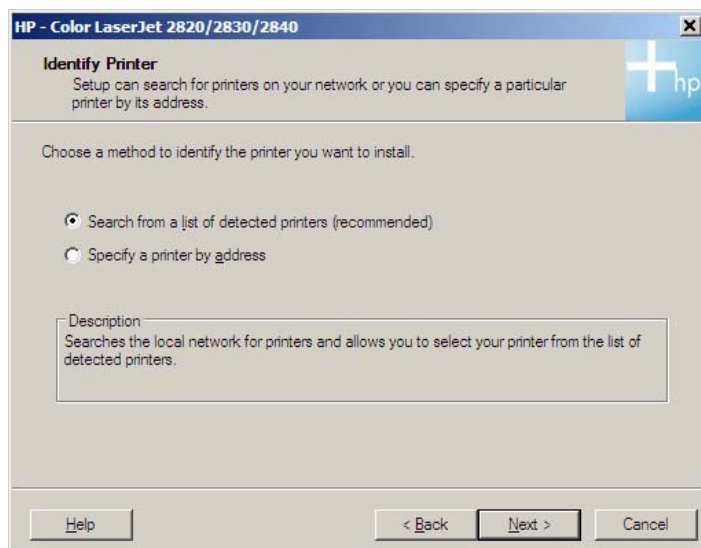 HP - Color LaserJet 2820/2830/2840
Identify Printer
Setup can search for printers on your network or you can specify a particular
printer by its address.
hp
Choose a method to identify the printer you want to install.
Search from a list of detected printers (recommended)
Specify a printer by address
Description
Searches the local network for printers and allows you to select your printer from the list of
detected printers.
Help
< Back
Next >
Cancel